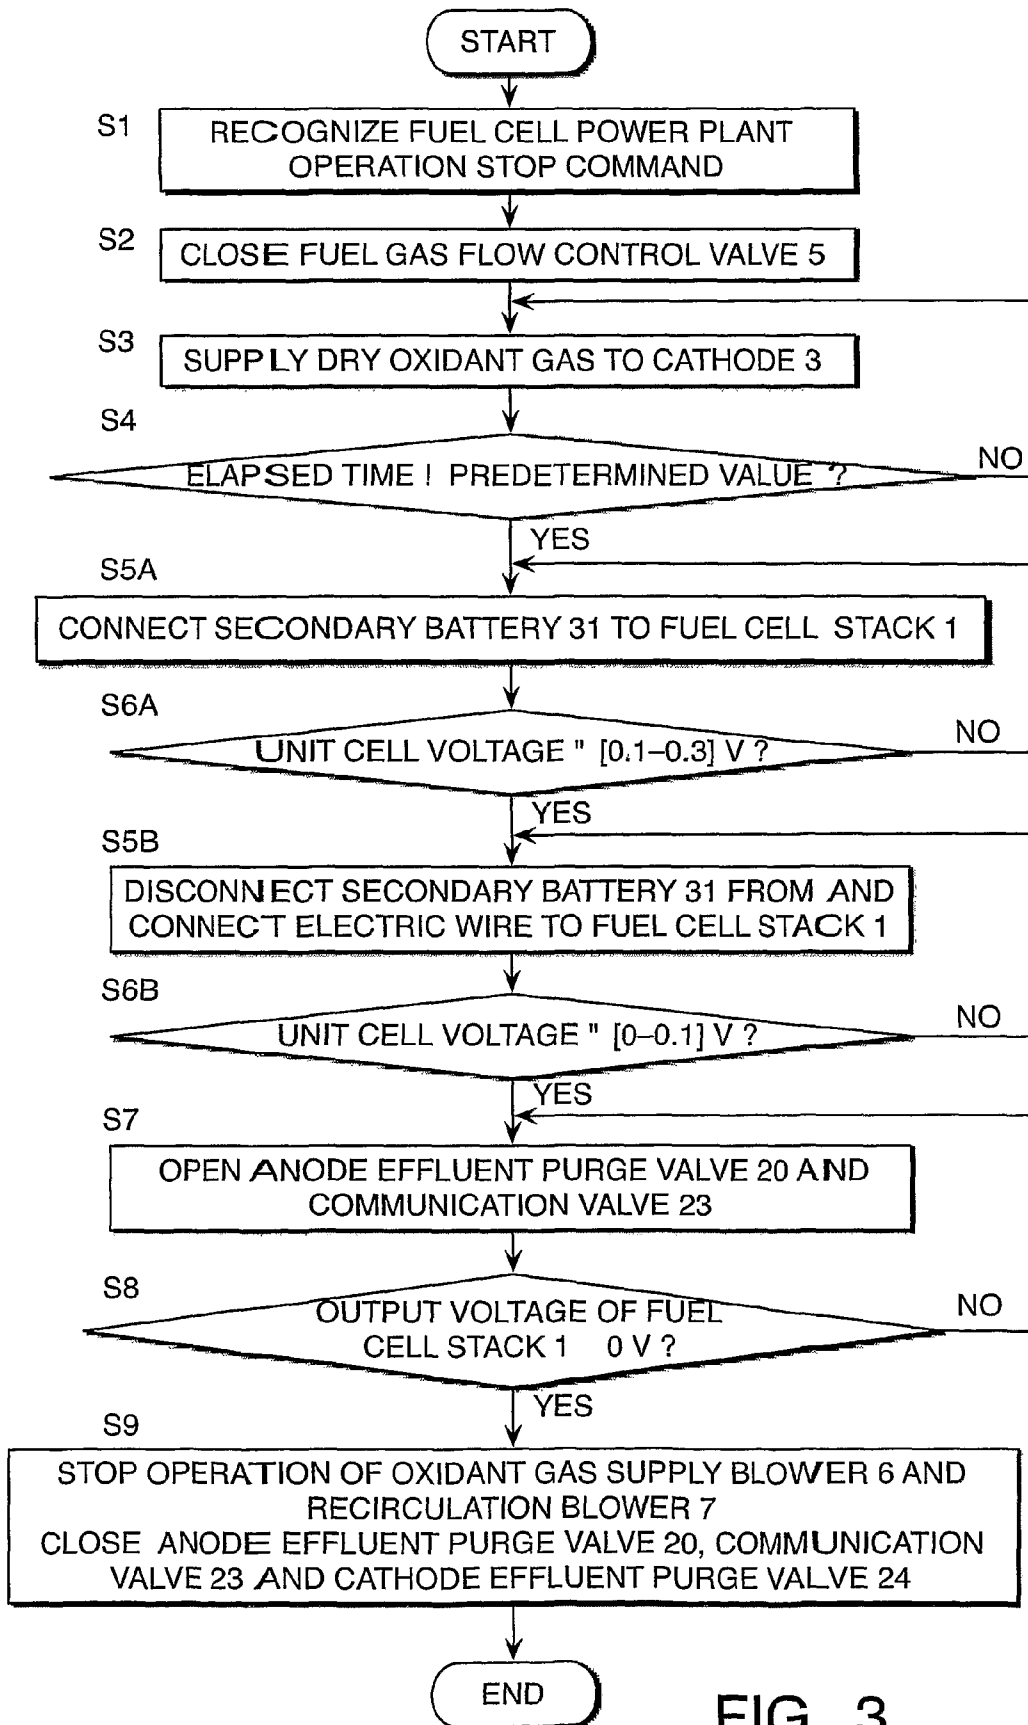 START
S1
RECOGNIZE FUEL CELL POWER PLANT
OPERATION STOP COMMAND
S2
CLOSE FUEL GAS FLOW CONTROL VALVE 5
S3
SUPPLY DRY OXIDANT GAS TO CATHODE 3
S4
ELAPSED TIME ! PREDETERMINED VALUE ?
NO
YES
S5A
CONNECT SECONDARY BATTERY 31 TO FUEL CELL STACK 1
S6A
UNIT CELL VOLTAGE " [0.1–0.3] V ?
NO
YES
S5B
DISCONNECT SECONDARY BATTERY 31 FROM AND
CONNECT ELECTRIC WIRE TO FUEL CELL STACK 1
S6B
UNIT CELL VOLTAGE " [0–0.1] V ?
NO
YES
S7
OPEN ANODE EFFLUENT PURGE VALVE 20 AND
COMMUNICATION VALVE 23
S8
OUTPUT VOLTAGE OF FUEL
CELL STACK 1 0 V ?
NO
YES
S9
STOP OPERATION OF OXIDANT GAS SUPPLY BLOWER 6 AND
RECIRCULATION BLOWER 7
CLOSE ANODE EFFLUENT PURGE VALVE 20, COMMUNICATION
VALVE 23 AND CATHODE EFFLUENT PURGE VALVE 24
END
FIG. 3